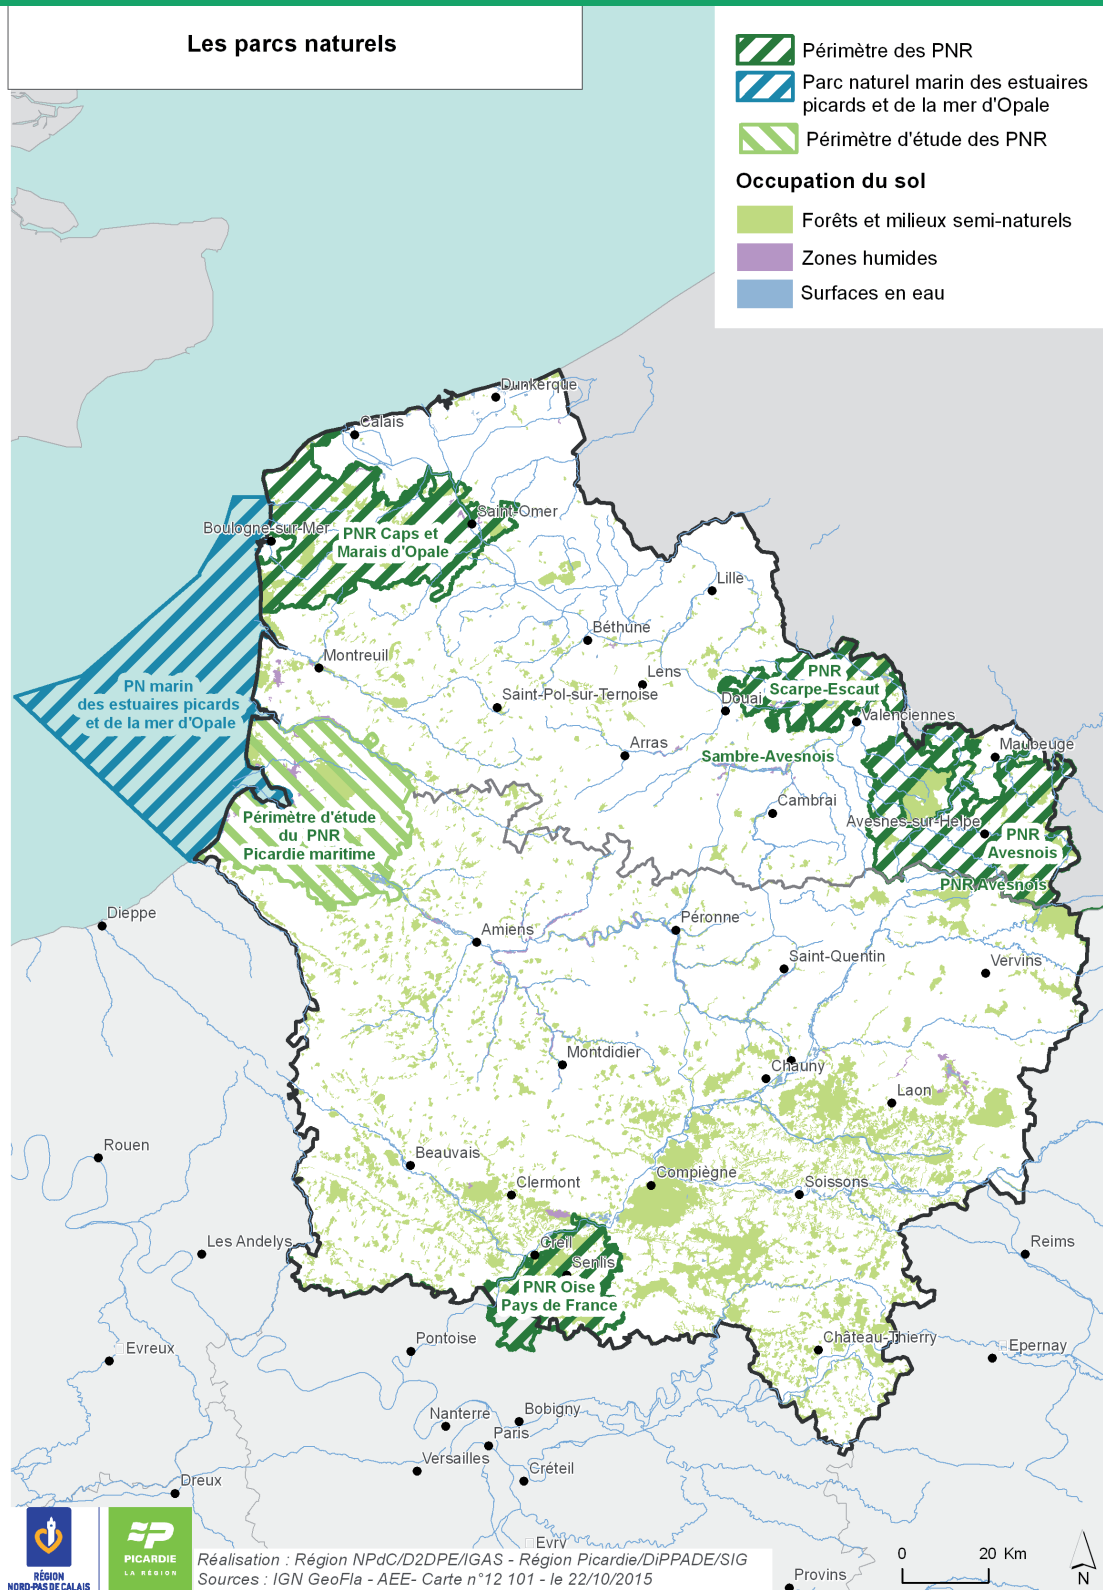 Les parcs naturels
Périmètre des PNR
Parc naturel marin des estuaires
picards et de la mer d'Opale
Périmètre d'étude des PNR
Occupation du sol
Forêts et milieux semi-naturels
Zones humides
Surfaces en eau
Dunkerque
Calais
Saint-Omer
Boulogne-sur-Mer
PNR Caps et
Marais d'Opale
Lille
Béthune
Montreuil
Lens
PNR
Scarpe-Escaut
Saint-Pol-sur-Ternoise
Douai
PN marin
des estuaires picards
et de la mer d'Opale
Valenciennes
Arras
Maubeuge
Sambre-Avesnois
Cambrai
Périmètre d'étude
du PNR
Picardie maritime
Avesnes-sur-Helpe
PNR
Avesnois
PNR Avesnois
Dieppe
Péronne
Amiens
Saint-Quentin
Vervins
Montdidier
Chauny
Laon
Rouen
Beauvais
Compiègne
Clermont
Soissons
Les Andelys
Creil
Reims
Senlis
PNR Oise
Pays de France
Pontoise
Château-Thierry
Epernay
Evreux
Nanterre
Bobigny
Paris
Versailles
Créteil
Dreux
Evry
Provins
0 20 Km
N
RÉGION
NORD-PAS DE CALAIS
PICARDIE
LA RÉGION
Réalisation : Région NPdC/D2DPE/IGAS - Région Picardie/DiPPADE/SIG
Sources : IGN GeoFla - AEE- Carte n°12 101 - le 22/10/2015